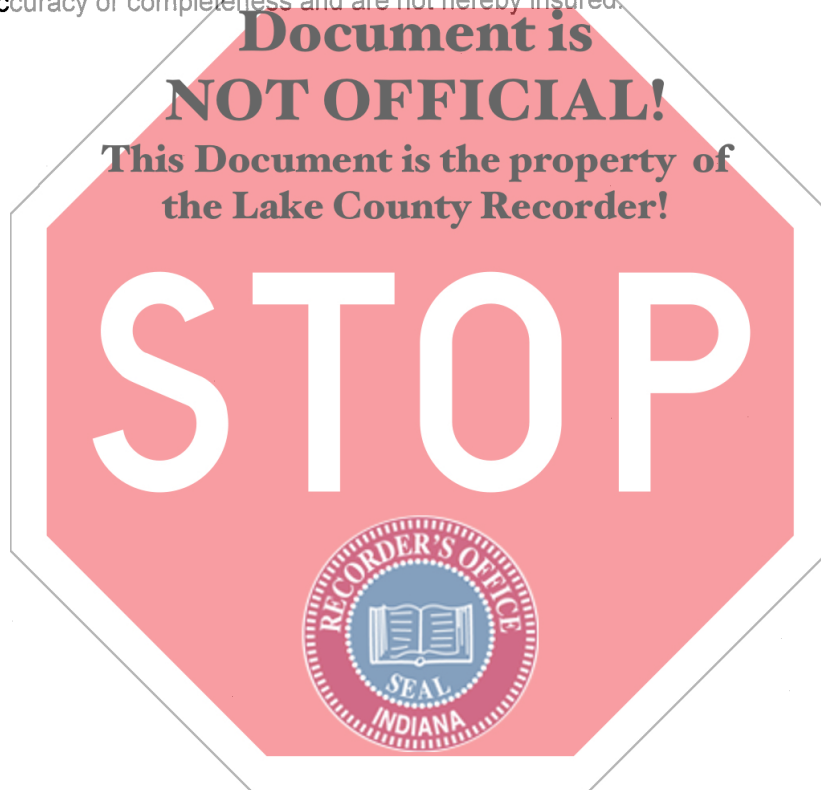 ccuracy or completeness and are not hereby insured.
Document is
NOT OFFICIAL!
This Document is the property of
the Lake County Recorder!
STOP
RECORDER'S OFFICE
SEAL
INDIANA